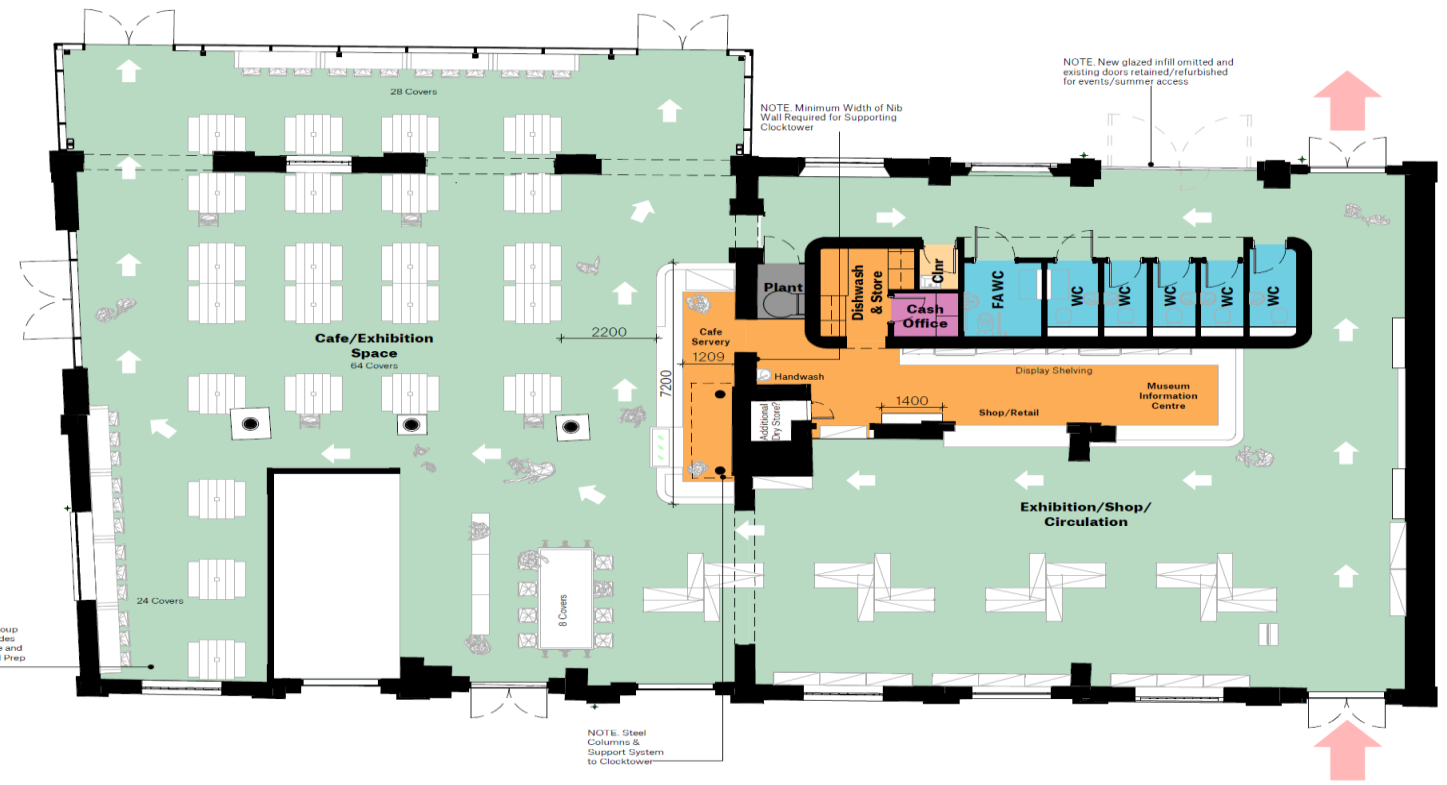 NOTE. New glazed infill omitted and
existing doors retained/refurbished
for events/summer access
28 Covers
NOTE. Minimum Width of Nib
Wall Required for Supporting
Clocktower
Plant
Dishwash
& Store
Clnr
Cash
Office
FA WC
WC
WC
WC
WC
WC
Cafe/Exhibition
Space
64 Covers
2200
Cafe
Servery
1209
7200
Handwash
Additional
Dry Store?
1400
Display Shelving
Shop/Retail
Museum
Information
Centre
Exhibition/Shop/
Circulation
24 Covers
8 Covers
oup
des
e and
l Prep
NOTE. Steel
Columns &
Support System
to Clocktower